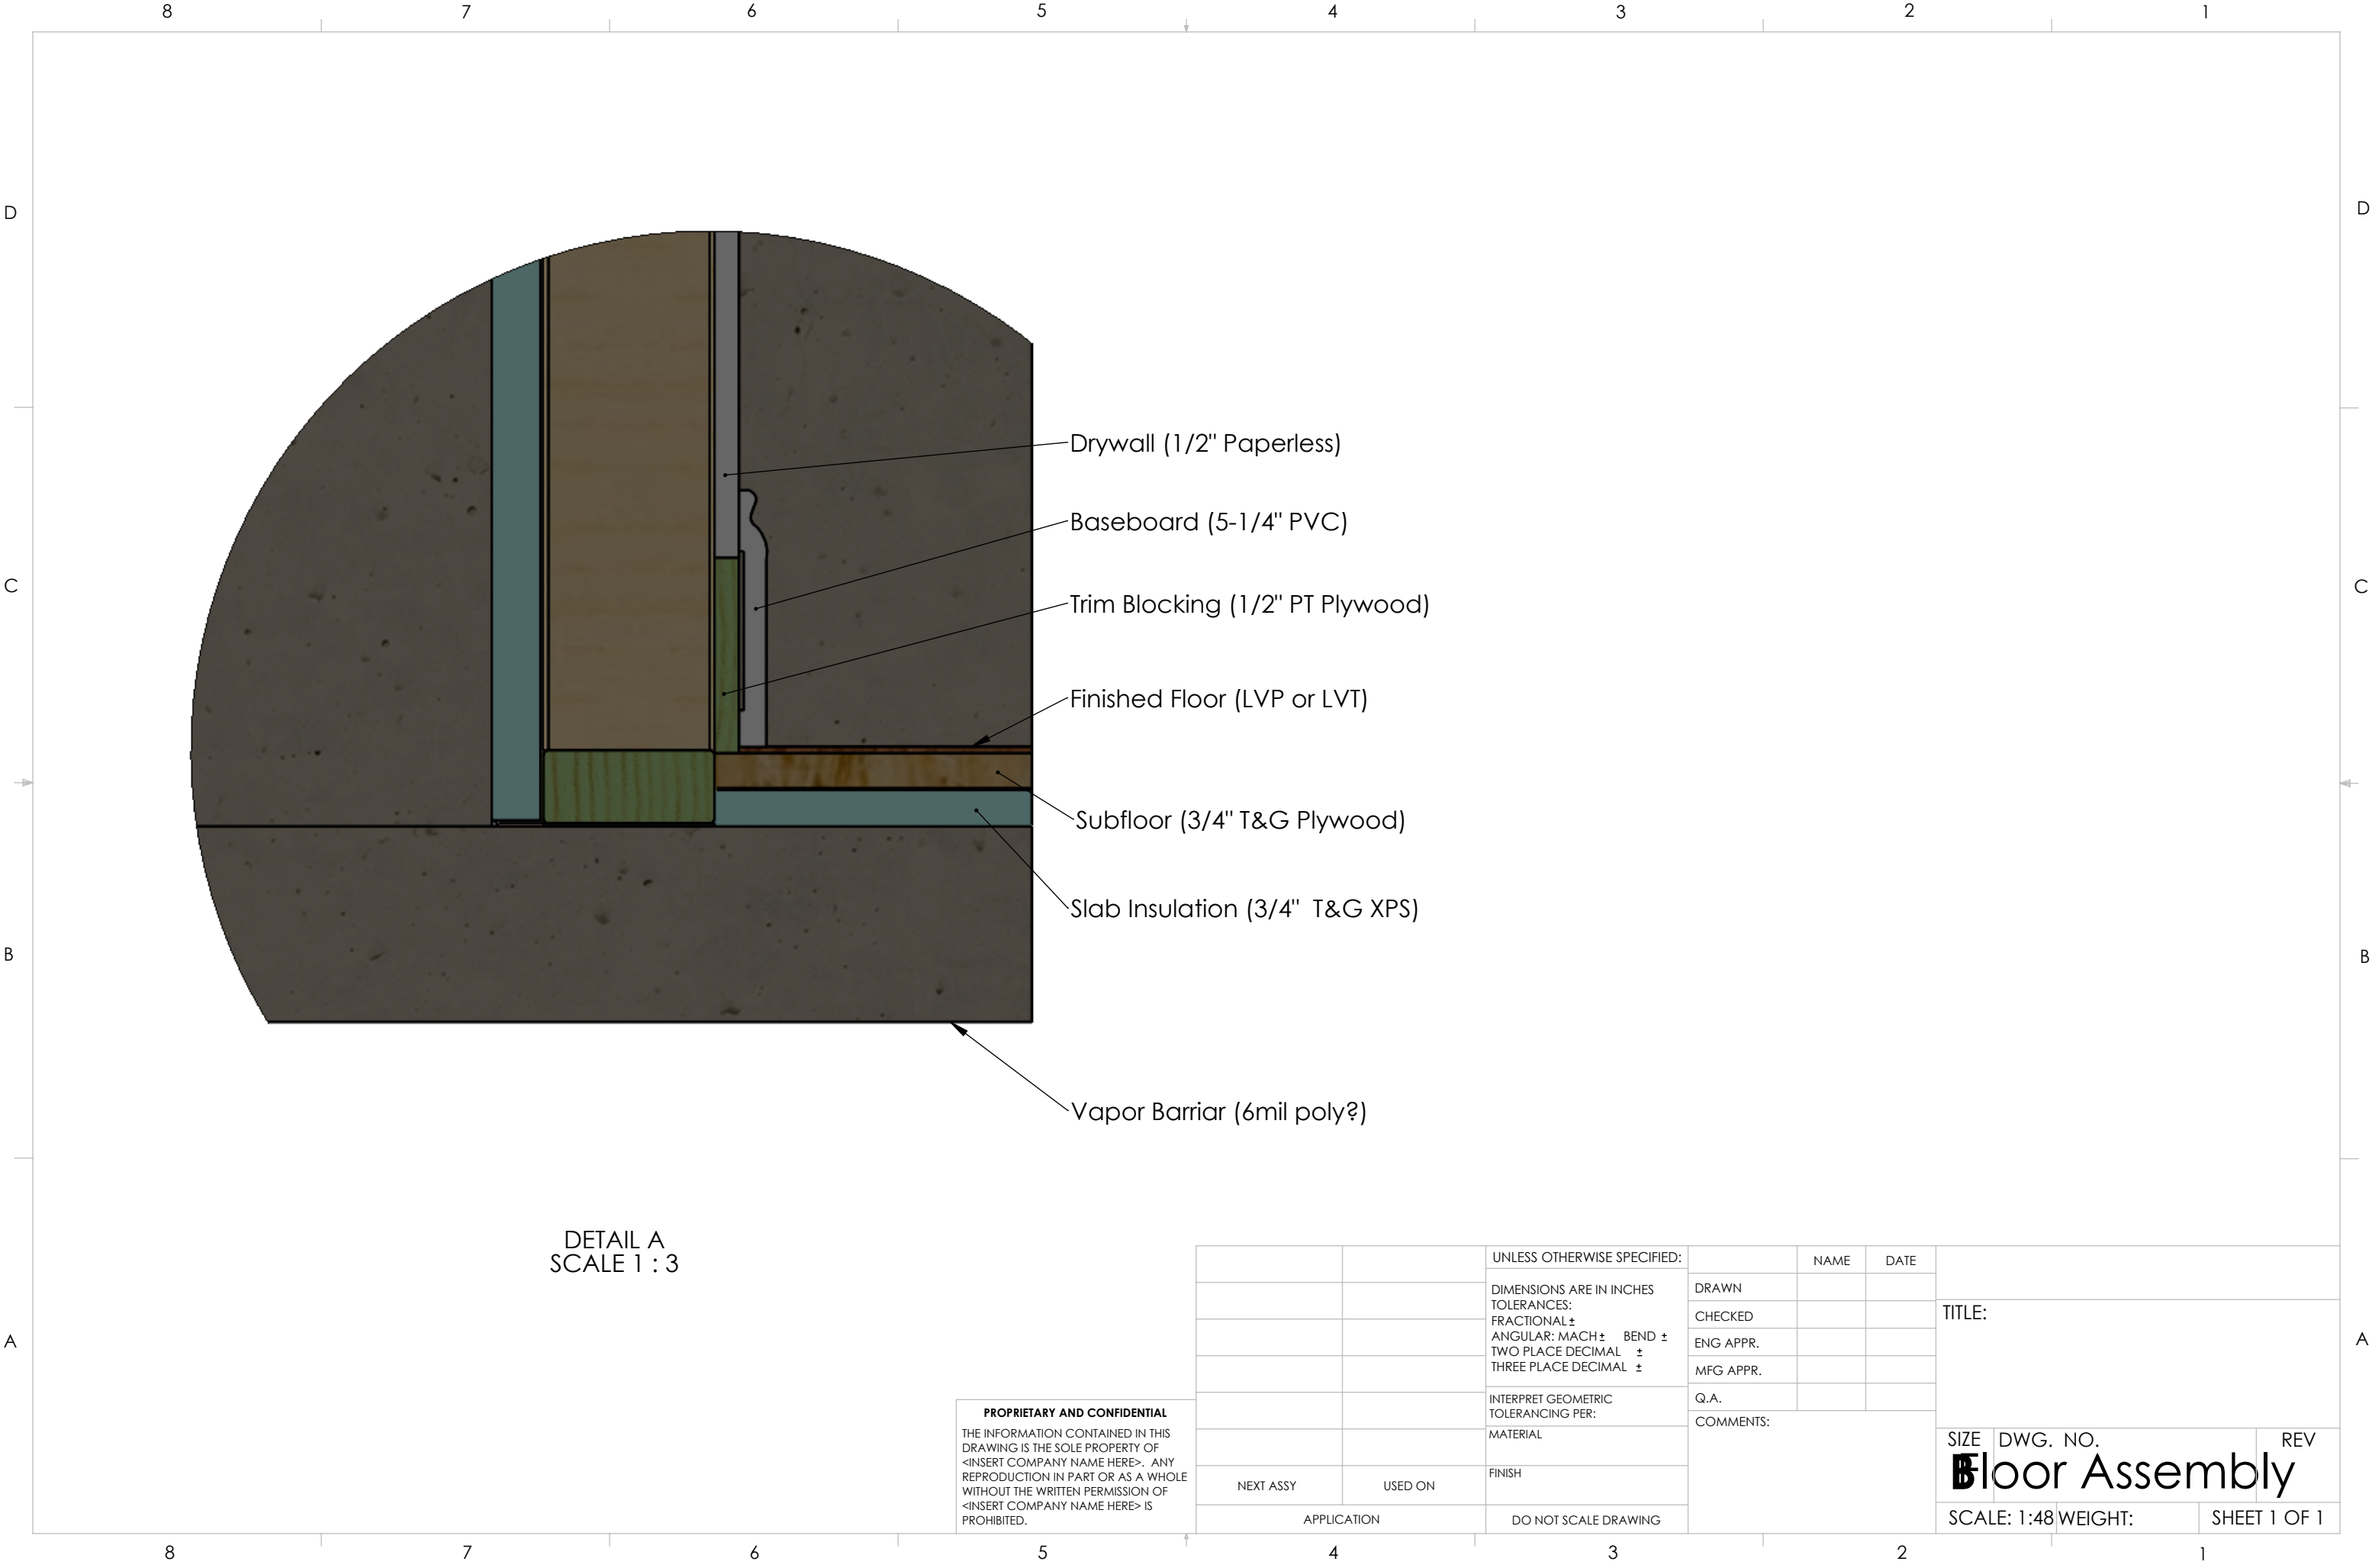 8 7 6 5 4 3 2 1
D D
Drywall (1/2" Paperless)
Baseboard (5-1/4" PVC)
C C
Trim Blocking (1/2" PT Plywood)
Finished Floor (LVP or LVT)
Subfloor (3/4" T&G Plywood)
Slab Insulation (3/4"  T&G XPS)
B B
Vapor Barriar (6mil poly?)
DETAIL A
SCALE 1 : 3
A A
PROPRIETARY AND CONFIDENTIAL
THE INFORMATION CONTAINED IN THIS
DRAWING IS THE SOLE PROPERTY OF
<INSERT COMPANY NAME HERE>.  ANY
REPRODUCTION IN PART OR AS A WHOLE
WITHOUT THE WRITTEN PERMISSION OF
<INSERT COMPANY NAME HERE> IS
PROHIBITED.
NEXT ASSY USED ON
APPLICATION
UNLESS OTHERWISE SPECIFIED:
DIMENSIONS ARE IN INCHES
TOLERANCES:
FRACTIONAL±
ANGULAR: MACH± BEND ±
TWO PLACE DECIMAL ±
THREE PLACE DECIMAL ±
INTERPRET GEOMETRIC
TOLERANCING PER:
MATERIAL
FINISH
DO NOT SCALE DRAWING
NAME DATE
DRAWN
CHECKED
ENG APPR.
MFG APPR.
Q.A.
COMMENTS:
TITLE:
SIZE DWG. NO. REV
B Floor Assembly
SCALE: 1:48 WEIGHT: SHEET 1 OF 1
8 7 6 5 4 3 2 1